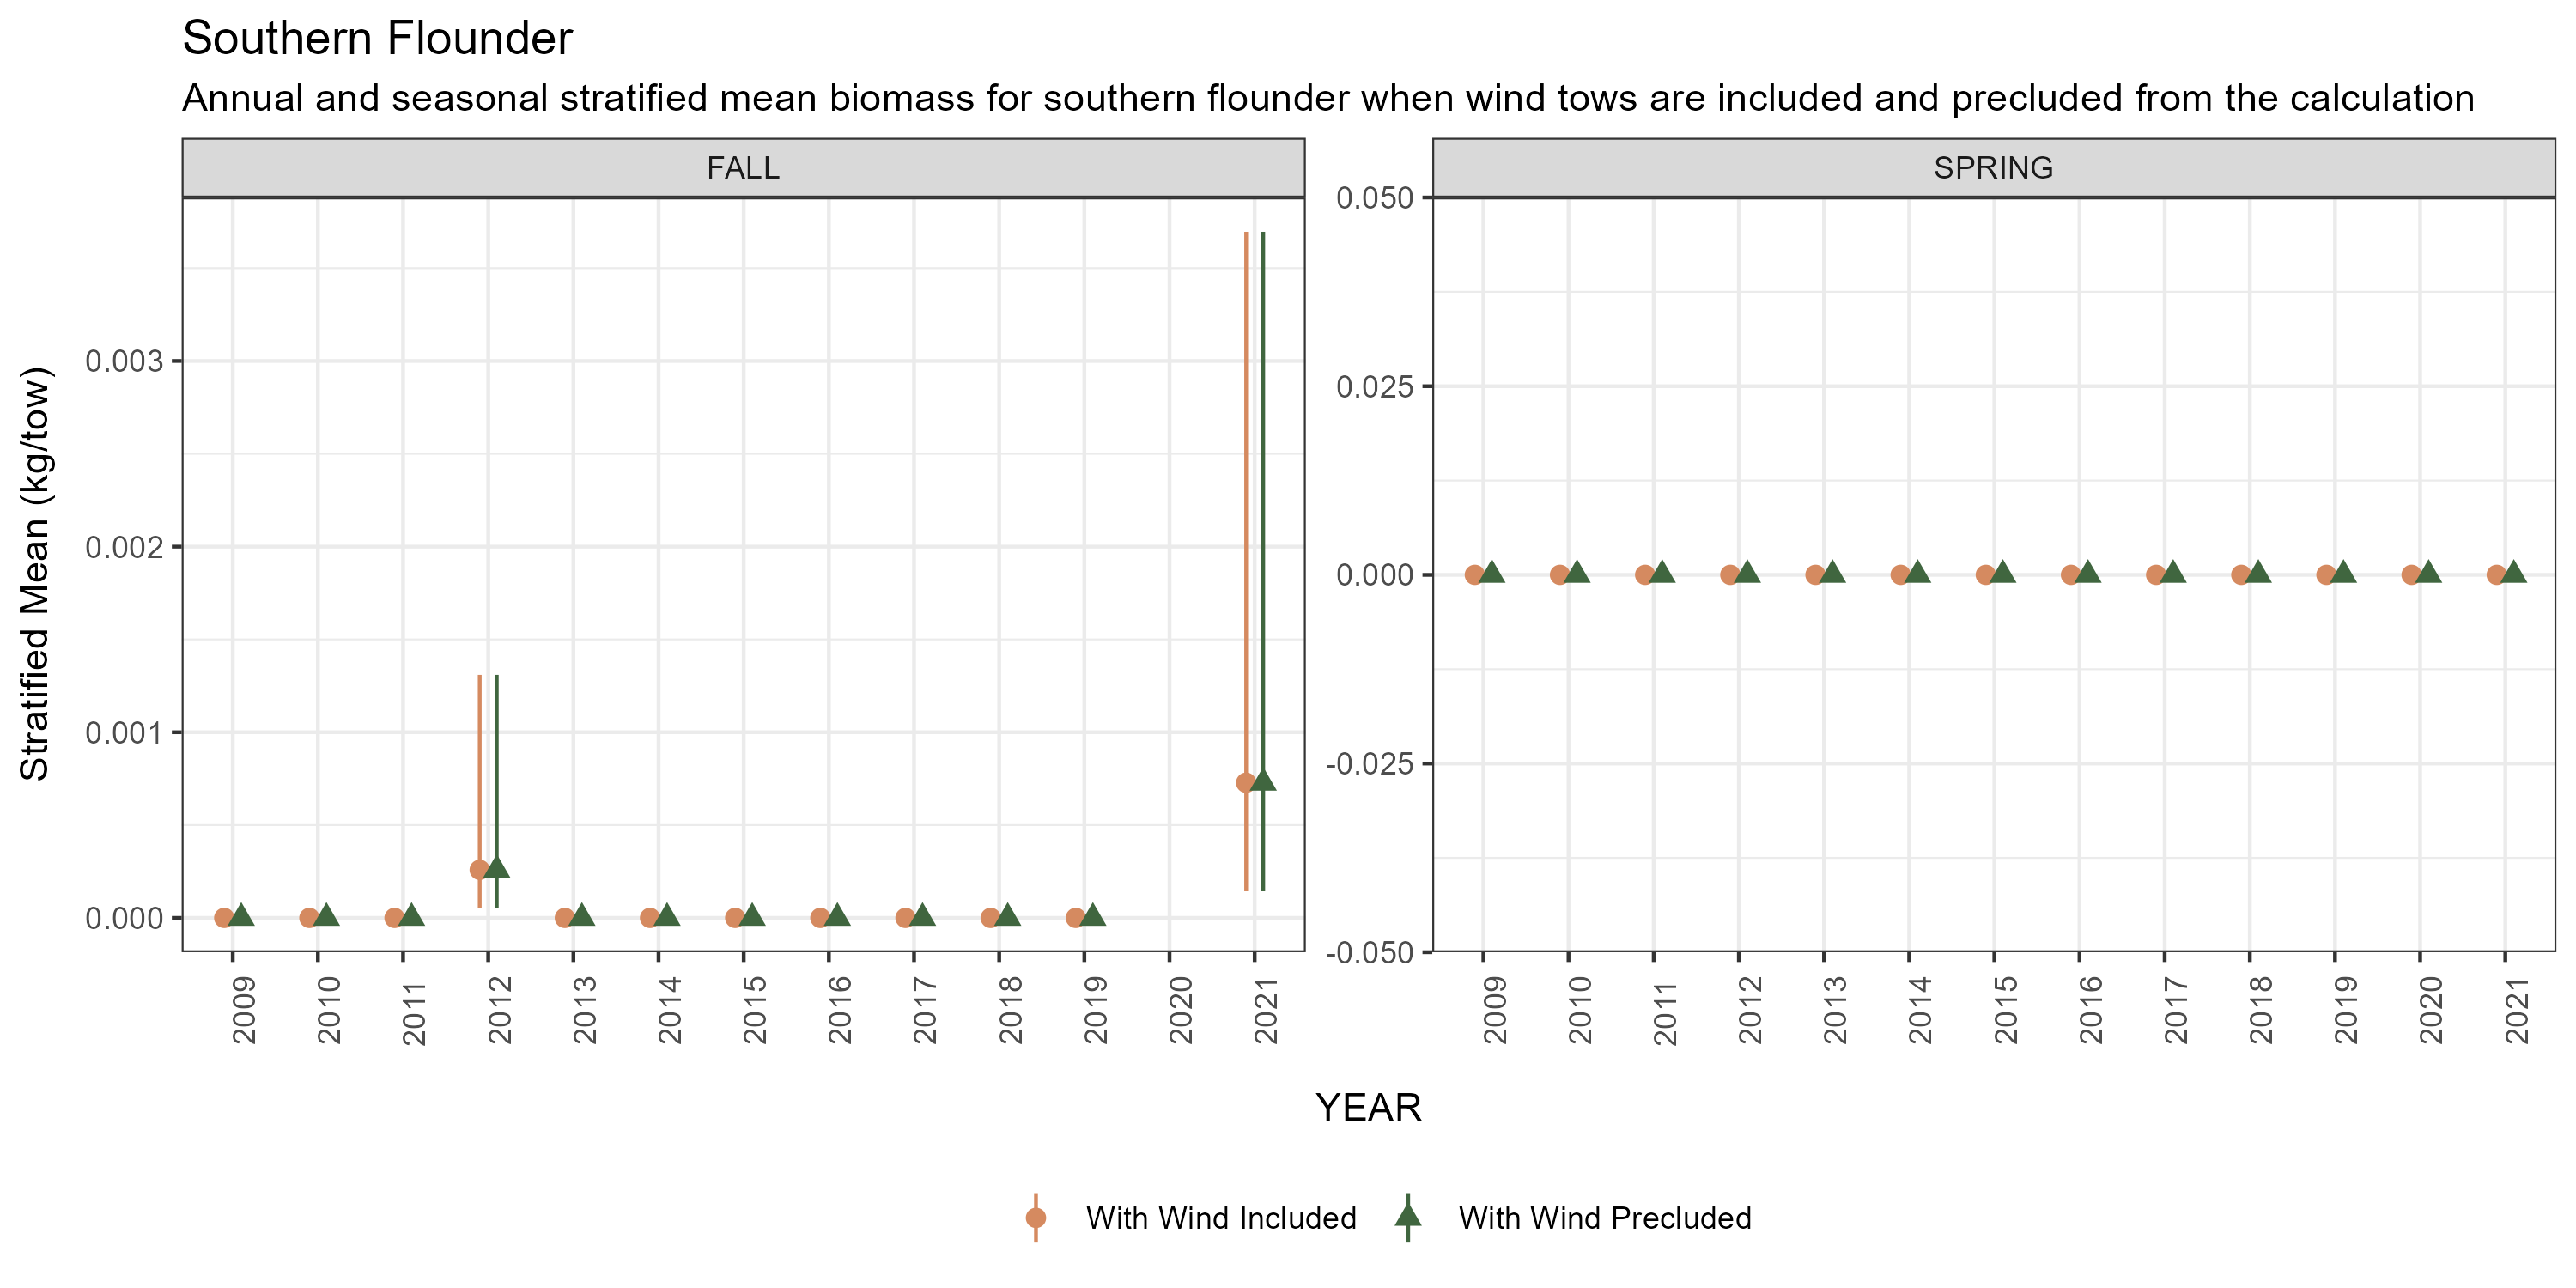 Southern Flounder
Annual and seasonal stratified mean biomass for southern flounder when wind tows are included and precluded from the calculation
FALL
SPRING
Stratified Mean (kg/tow)
0.003
0.002
0.001
0.000
0.050
0.025
0.000
-0.025
-0.050
2009 2010 2011 2012 2013 2014 2015 2016 2017 2018 2019 2020 2021
2009 2010 2011 2012 2013 2014 2015 2016 2017 2018 2019 2020 2021
YEAR
With Wind Included
With Wind Precluded